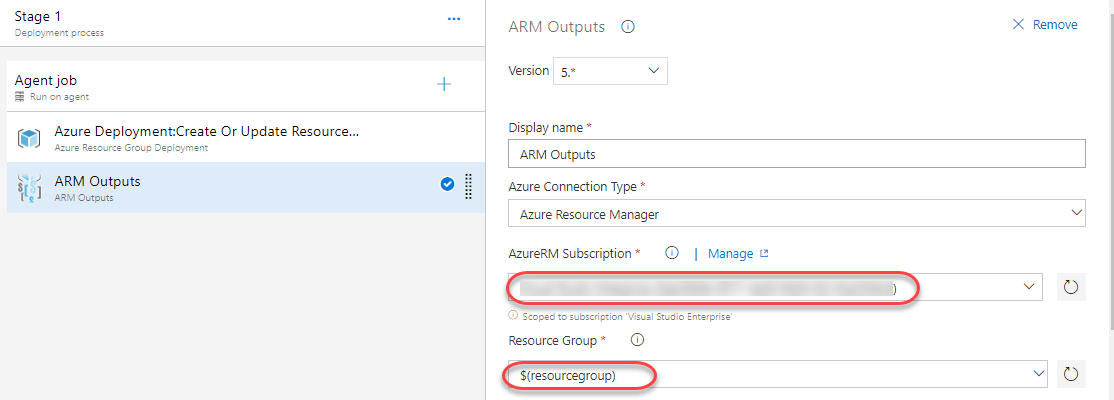 Stage 1
Deployment process
Agent job
Run on agent
Azure Deployment:Create Or Update Resource...
Azure Resource Group Deployment
ARM Outputs
ARM Outputs
ARM Outputs
Remove
Version 5.*
Display name *
ARM Outputs
Azure Connection Type *
Azure Resource Manager
AzureRM Subscription * | Manage
)
Scoped to subscription 'Visual Studio Enterprise'
Resource Group *
$(resourcegroup)